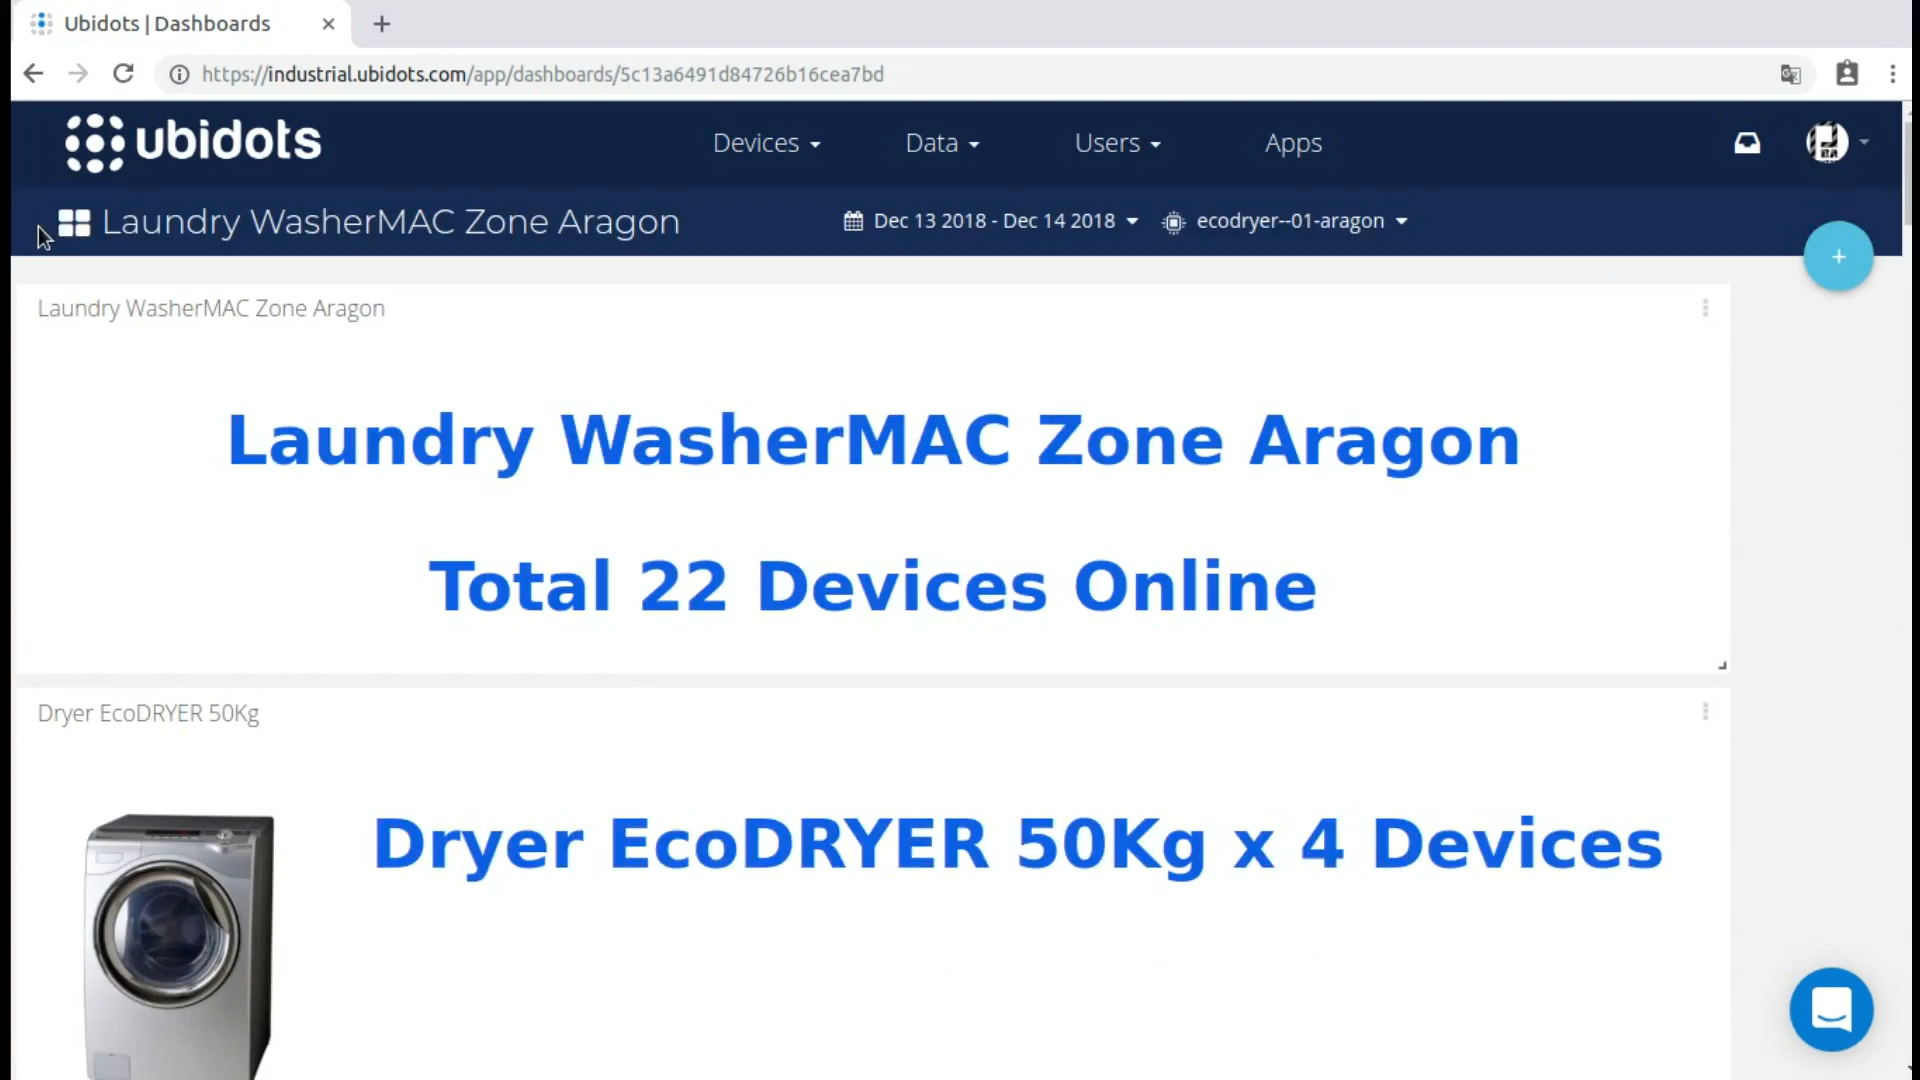 Ubidots | Dashboards
https://industrial.ubidots.com/app/dashboards/5c13a6491d84726b16cea7bd
ubidots
Devices
Data
Users
Apps
Laundry WasherMAC Zone Aragon
Dec 13 2018 - Dec 14 2018
ecodryer--01-aragon
+
Laundry WasherMAC Zone Aragon
Laundry WasherMAC Zone Aragon
Total 22 Devices Online
Dryer EcoDRYER 50Kg
Dryer EcoDRYER 50Kg x 4 Devices